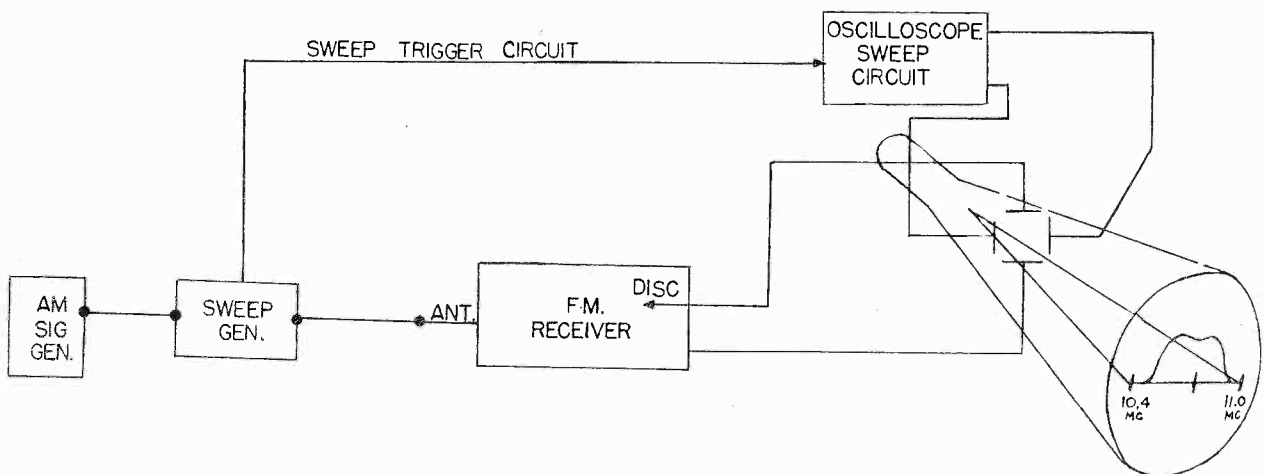 SWEEP TRIGGER CIRCUIT
OSCILLOSCOPE
SWEEP
CIRCUIT
AM
SIG
GEN.
SWEEP
GEN.
ANT.
DISC
F.M.
RECEIVER
10.4
MC
11.0
MC